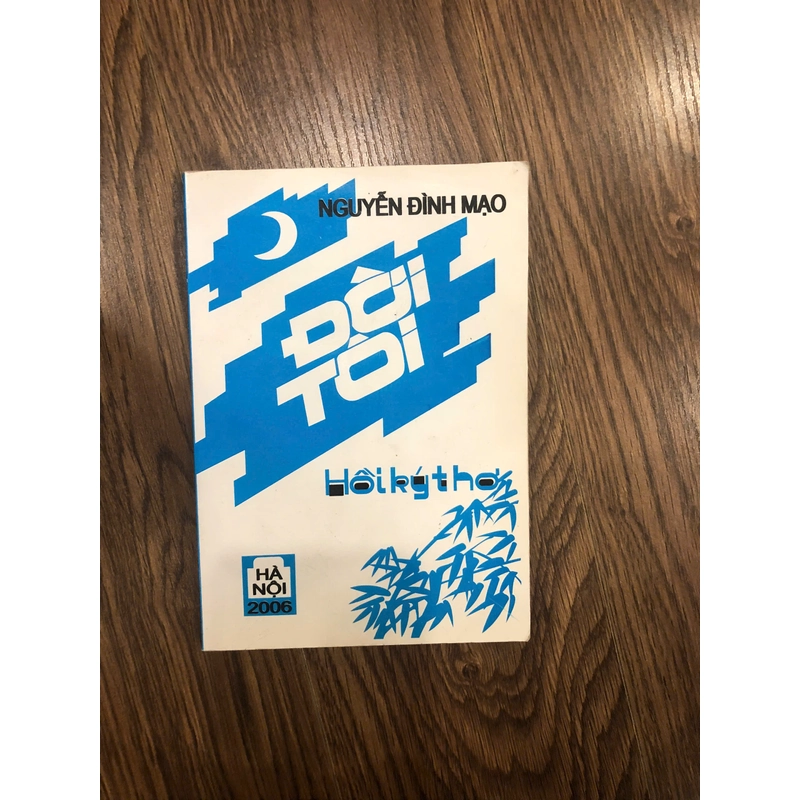 NGUYỄN ĐÌNH MẠO
ĐỜI
TÔI
Hồi ký thơ
HÀ
NỘI
2006